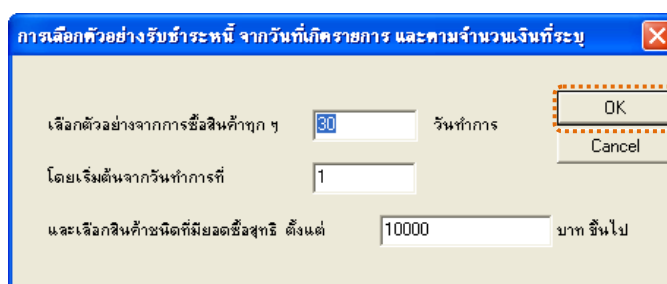 การเลือกตัวอย่างรับชำระหนี้ จากวันที่เกิดรายการ และตามจำนวนเงินที่ระบุ
เลือกตัวอย่างจากการซื้อสินค้าทุก ๆ 30 วันทำการ
OK
Cancel
โดยเริ่มต้นจากวันทำการที่ 1
และเลือกสินค้าชนิดที่มียอดซื้อสุทธิ ตั้งแต่ 10000 บาท ขึ้นไป